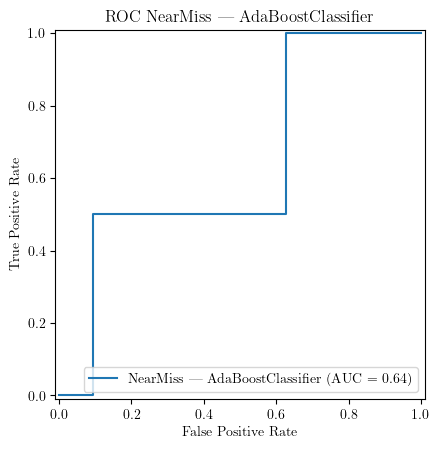 ROC NearMiss — AdaBoostClassifier
1.0
0.8
0.6
0.4
0.2
0.0
True Positive Rate
NearMiss — AdaBoostClassifier (AUC = 0.64)
0.0 0.2 0.4 0.6 0.8 1.0
False Positive Rate